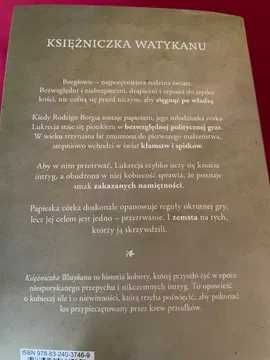 KSIĘŻNICZKA WATYKANU
Borgiowie – najpotężniejsza rodzina świata.
Bezwzględni i niebezpieczni, drapieżni i zepsuci do szpiku
kości, nie cofną się przed niczym, aby sięgnąć po władzę.
Kiedy Rodrigo Borgia zostaje papieżem, jego młodziutka córka
Lukrecja staje się pionkiem w bezwzględnej politycznej grze.
W wieku trzynastu lat zmuszona do pierwszego małżeństwa,
stopniowo wchodzi w świat kłamstw i spisków.
Aby w nim przetrwać, Lukrecja szybko uczy się knucia
intryg, a obudzona w niej kobiecość sprawia, że poznaje
smak zakazanych namiętności.
Papieska córka doskonale opanowuje reguły okrutnej gry,
lecz jej celem jest jedno – przetrwanie. I zemsta na tych,
którzy ją skrzywdzili.
Księżniczka Watykanu to historia kobiety, której przyszło żyć w epoce
niespotykanego przepychu i nikczemnych intryg. To opowieść
o kobiecej sile i o niewinności, którą trzeba poświęcić, aby pokonać
los przypieczętowany przez krew przodków.
ISBN 978-83-240-3746-9